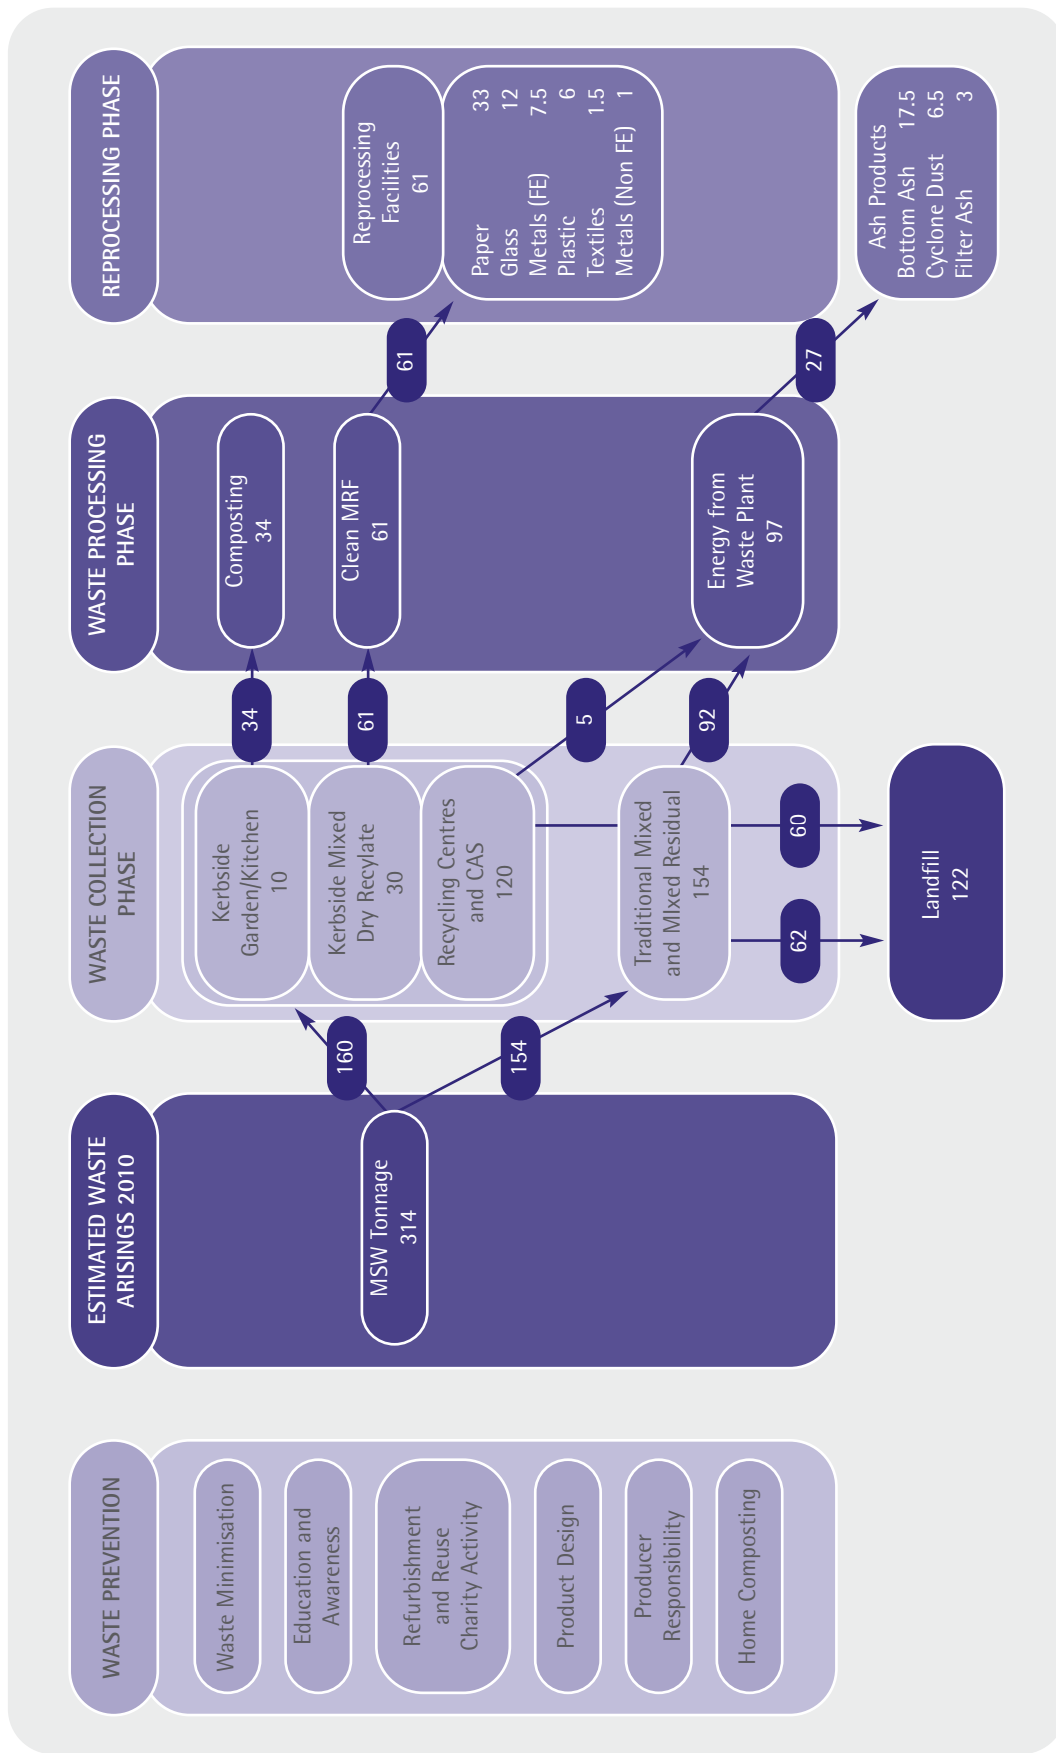 WASTE PREVENTION
Waste Minimisation
Education and
Awareness
Refurbishment
and Reuse
Charity Activity
Product Design
Producer
Responsibility
Home Composting
ESTIMATED WASTE
ARISINGS 2010
MSW Tonnage
314
160
154
WASTE COLLECTION
PHASE
Kerbside
Garden/Kitchen
10
Kerbside Mixed
Dry Recylate
30
Recycling Centres
and CAS
120
Traditional Mixed
and MIxed Residual
154
62
60
Landfill
122
34
61
5
92
WASTE PROCESSING
PHASE
Composting
34
Clean MRF
61
Energy from
Waste Plant
97
61
27
REPROCESSING PHASE
Reprocessing
Facilities
61
Paper 33
Glass 12
Metals (FE) 7.5
Plastic 6
Textiles 1.5
Metals (Non FE) 1
Ash Products
Bottom Ash 17.5
Cyclone Dust 6.5
Filter Ash 3